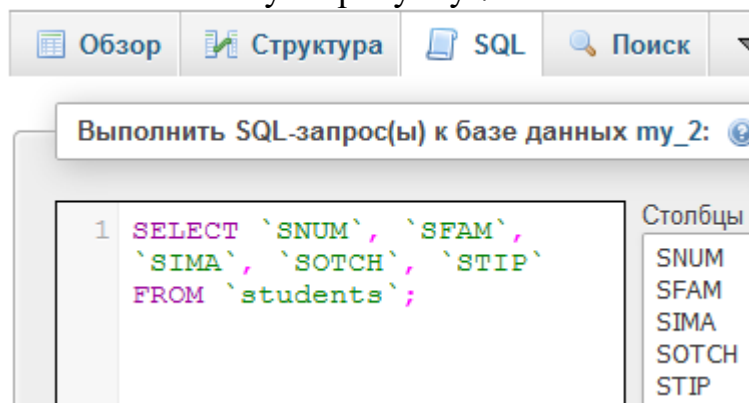 Обзор Структура SQL Поиск
Выполнить SQL-запрос(ы) к базе данных my_2:
1 SELECT `SNUM`, `SFAM`,
`SIMA`, `SOTCH`, `STIP`
FROM `students`;
Столбцы
SNUM
SFAM
SIMA
SOTCH
STIP